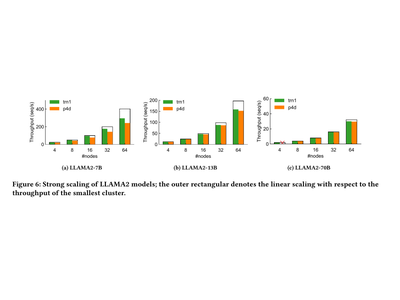 Throughput (seq/s)
400
200
0
trn1
p4d
4 8 16 32 64
#nodes
(a) LLAMA2-7B
Throughput (seq/s)
200
150
100
50
0
trn1
p4d
4 8 16 32 64
#nodes
(b) LLAMA2-13B
Throughput (seq/s)
60
40
20
0
trn1
p4d
4 8 16 32 64
#nodes
(c) LLAMA2-70B
Figure 6: Strong scaling of LLAMA2 models; the outer rectangular denotes the linear scaling with respect to the
throughput of the smallest cluster.